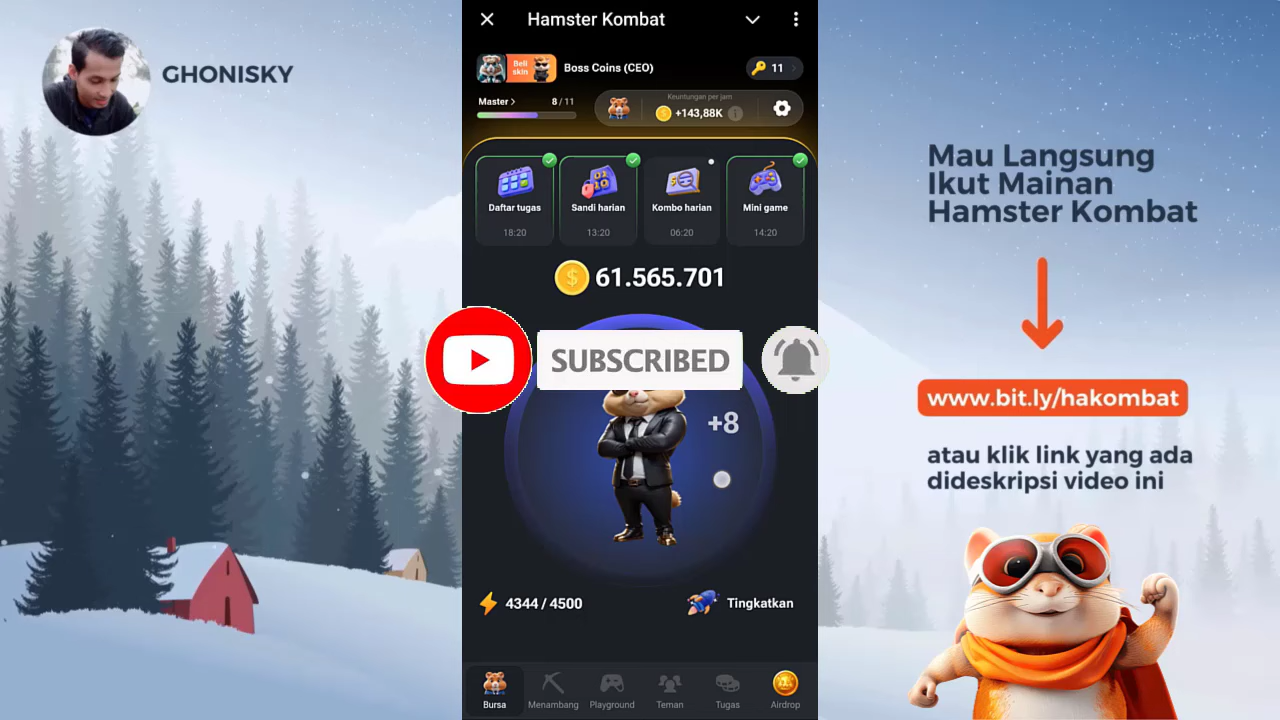 GHONISKY
Hamster Kombat
Beli
skin
Boss Coins (CEO)
11
Master >
8 / 11
Keuntungan per jam
+143,88K
Daftar tugas
18:20
Sandi harian
13:20
Kombo harian
06:20
Mini game
14:20
61.565.701
SUBSCRIBED
+8
4344 / 4500
Tingkatkan
Bursa
Menambang
Playground
Teman
Tugas
Airdrop
Mau Langsung
Ikut Mainan
Hamster Kombat
www.bit.ly/hakombat
atau klik link yang ada
dideskripsi video ini